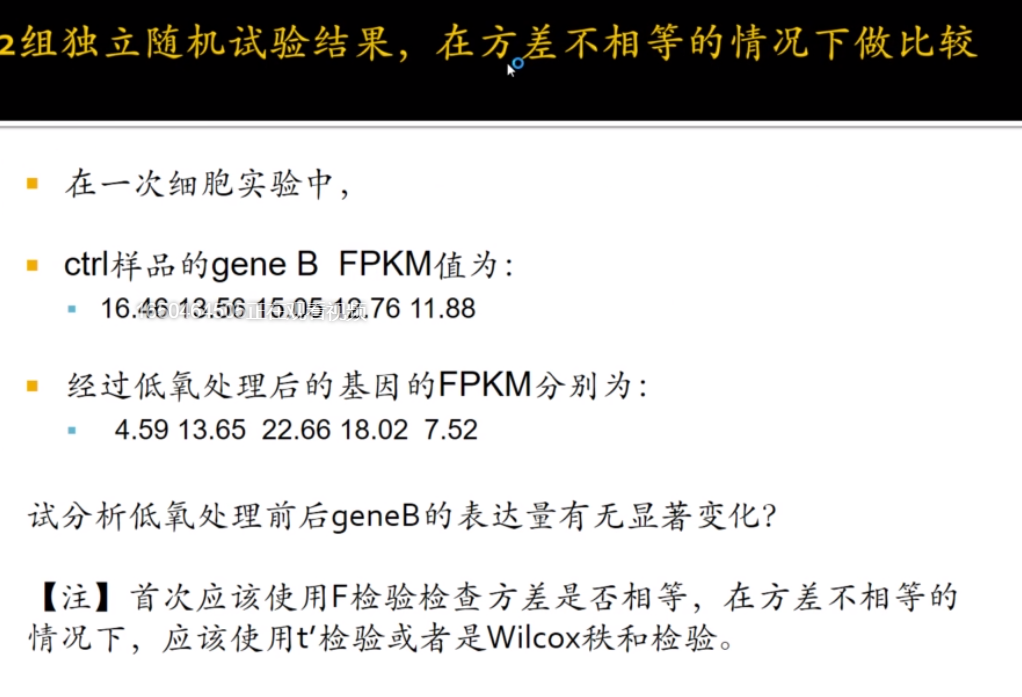 2组独立随机试验结果，在方差不相等的情况下做比较
在一次细胞实验中，
ctrl样品的gene B FPKM值为：
16.46 13.56 15.05 12.76 11.88
正在观看视频
经过低氧处理后的基因的FPKM分别为：
4.59 13.65 22.66 18.02 7.52
试分析低氧处理前后geneB的表达量有无显著变化？
【注】首次应该使用F检验检查方差是否相等，在方差不相等的
情况下，应该使用t’检验或者是Wilcox秩和检验。